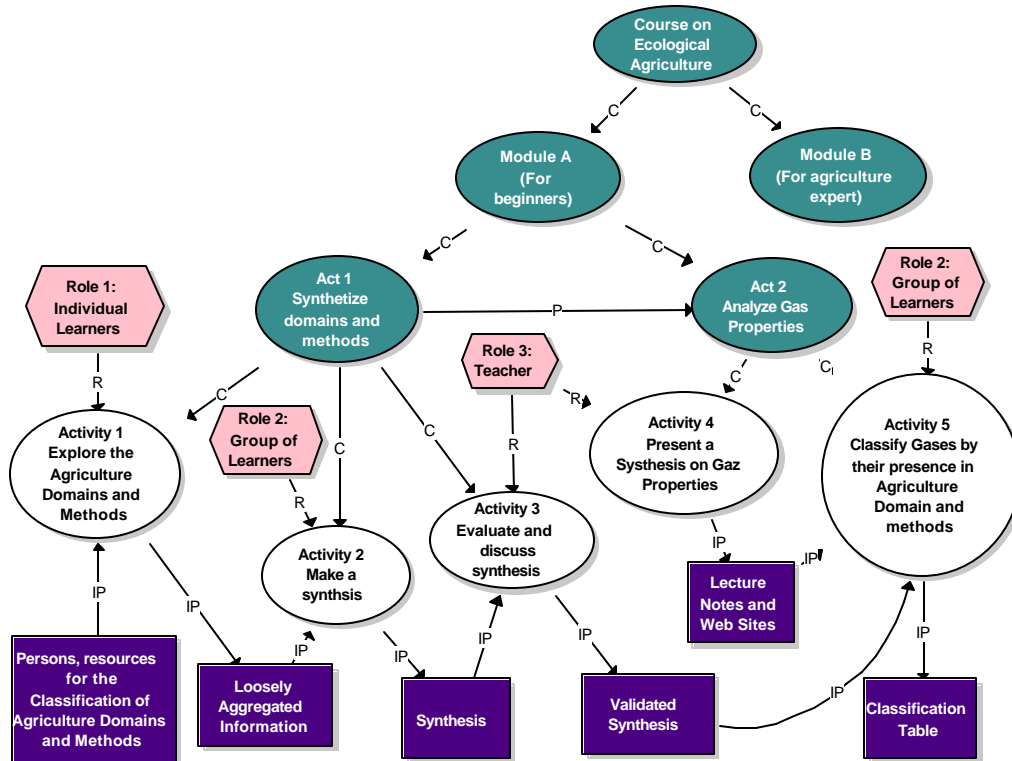 Course on
Ecological
Agriculture
C
C
Module A
(For
beginners)
Module B
(For agriculture
expert)
C
C
Role 1:
Individual
Learners
Act 1
Synthetize
domains and
methods
P
Act 2
Analyze Gas
Properties
Role 2:
Group of
Learners
R
C
Role 3:
Teacher
C
C
R
R
Role 2:
Group of
Learners
C
C
R
R
Activity 1
Explore the
Agriculture
Domains and
Methods
Activity 4
Present a
Systhesis on Gaz
Properties
Activity 5
Classify Gases by
their presence in
Agriculture
Domain and
methods
R
Activity 2
Make a
synthsis
Activity 3
Evaluate and
discuss
synthesis
IP
IP
Lecture
Notes and
Web Sites
IP
IP
IP
IP
IP
IP
IP
IP
IP
Persons, resources
for the
Classification of
Agriculture Domains
and Methods
Loosely
Aggregated
Information
Synthesis
Validated
Synthesis
Classification
Table